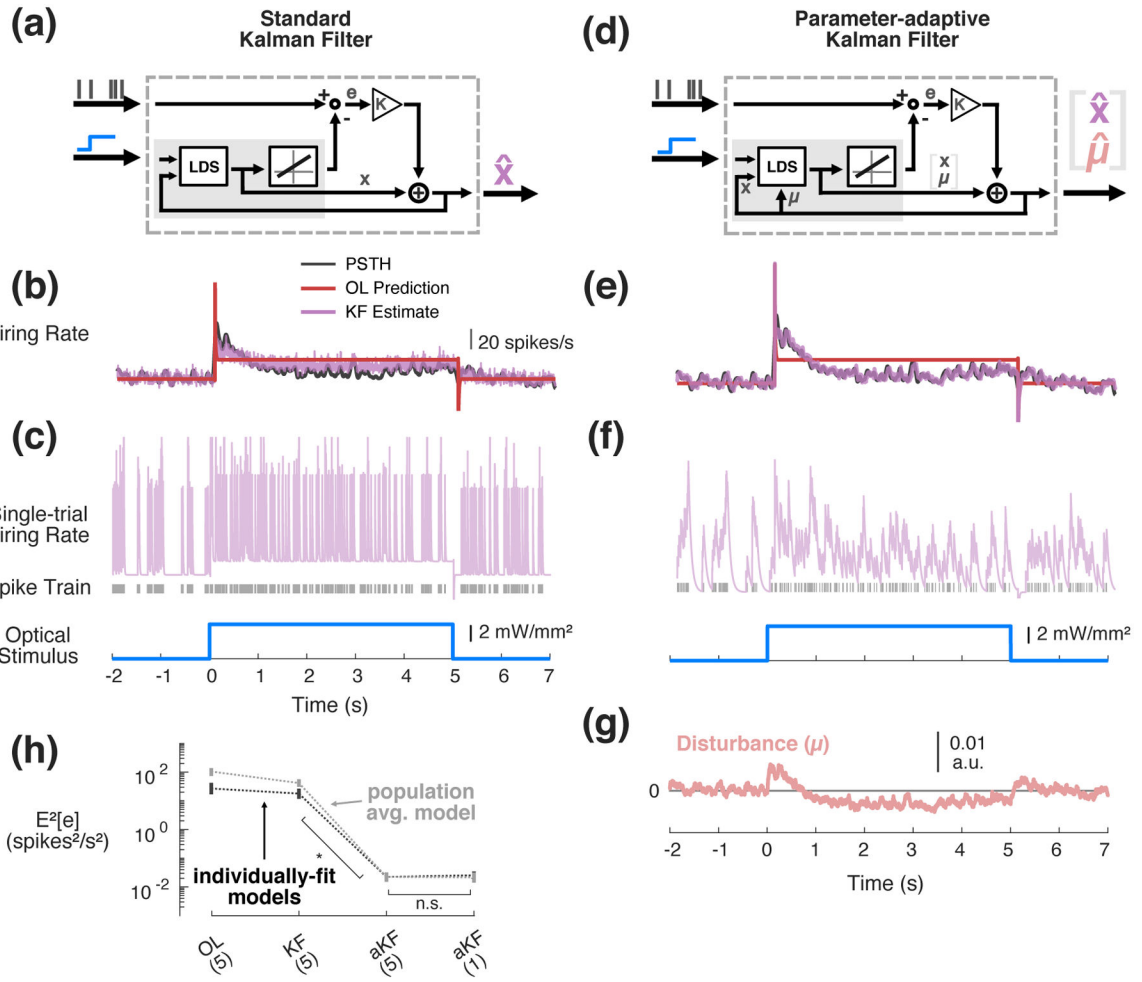 (a)
Standard
Kalman Filter
+
e
K
-
LDS
x
+
x̂
(d)
Parameter-adaptive
Kalman Filter
+
e
K
-
LDS
x
μ
x
μ
+
x̂
μ̂
(b)
PSTH
OL Prediction
KF Estimate
20 spikes/s
iring Rate
(e)
(c)
Single-trial
iring Rate
pike Train
Optical
Stimulus
2 mW/mm²
-2 -1 0 1 2 3 4 5 6 7
Time (s)
(f)
2 mW/mm²
(g)
Disturbance (μ)
0.01
a.u.
0
-2 -1 0 1 2 3 4 5 6 7
Time (s)
(h)
E²[e]
(spikes²/s²)
10²
10⁰
10⁻²
population
avg. model
individually-fit
models
*
n.s.
OL
(5)
KF
(5)
aKF
(5)
aKF
(1)